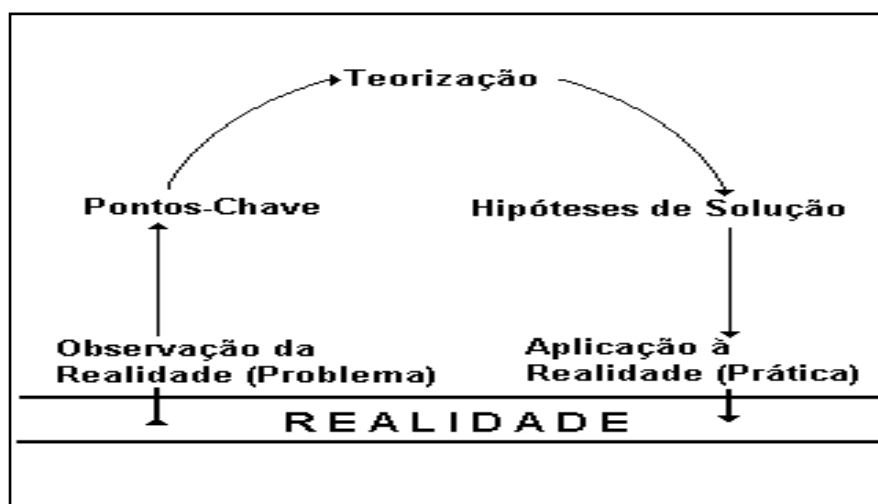 Teorização
Pontos-Chave
Hipóteses de Solução
Observação da
Realidade (Problema)
Aplicação à
Realidade (Prática)
REALIDADE